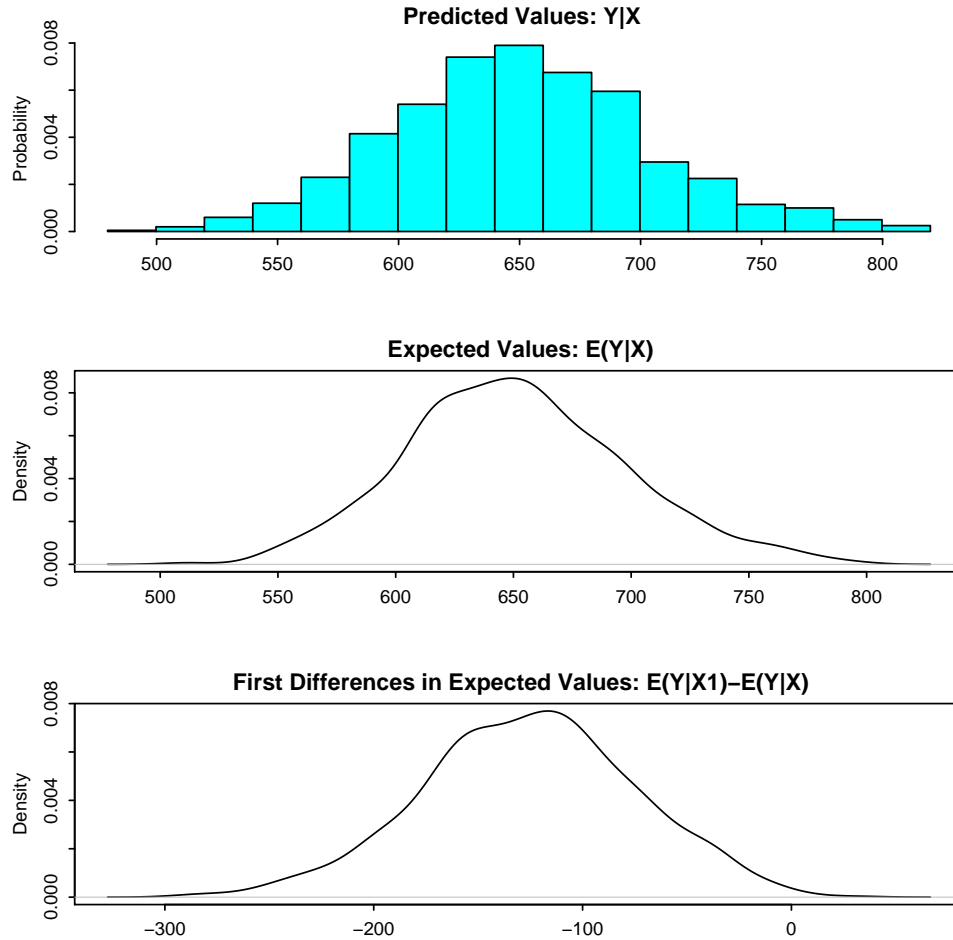 Predicted Values: Y|X
Probability
0.000 0.004 0.008
500 550 600 650 700 750 800
Expected Values: E(Y|X)
Density
0.000 0.004 0.008
500 550 600 650 700 750 800
First Differences in Expected Values: E(Y|X1)−E(Y|X)
Density
0.000 0.004 0.008
−300 −200 −100 0